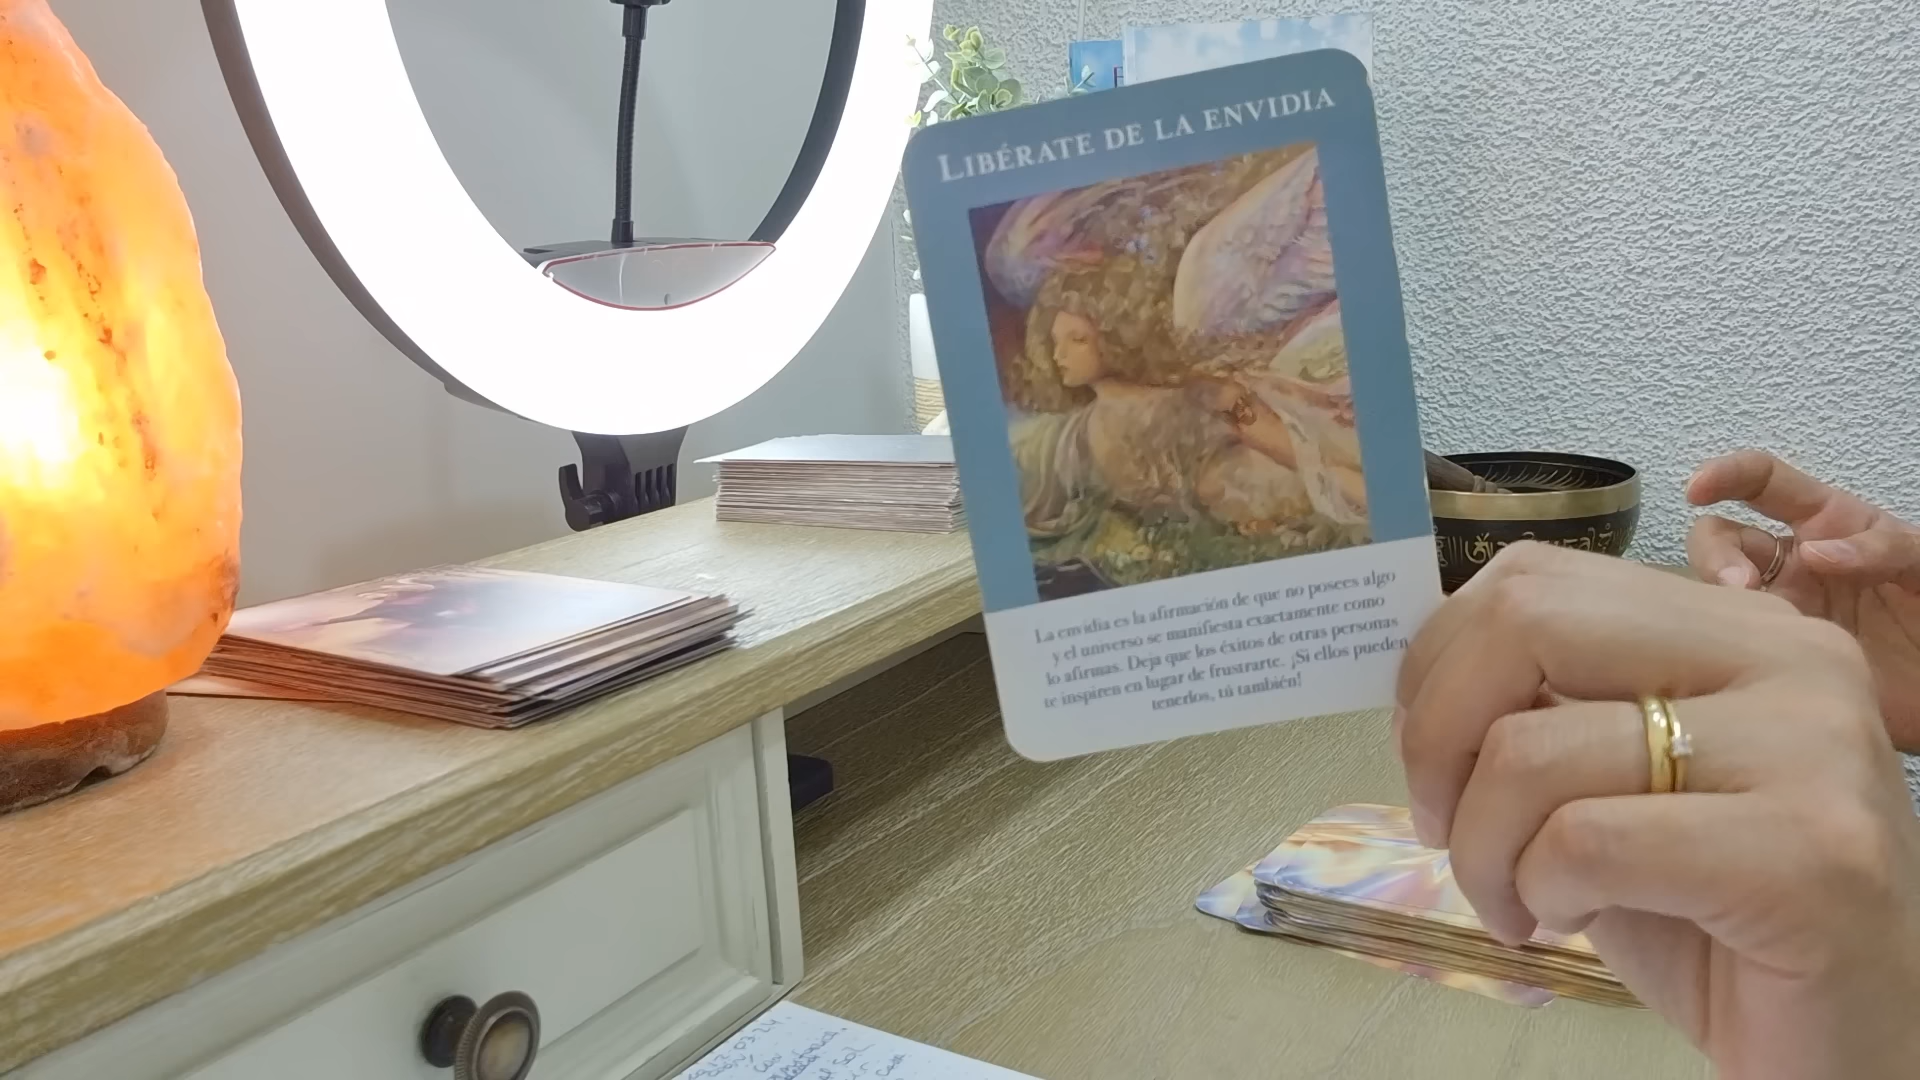 LIBÉRATE DE LA ENVIDIA
La envidia es la afirmación de que no posees algo
y el universo se manifiesta exactamente como
lo afirmas. Deja que los éxitos de otras personas
te inspiren en lugar de frustrarte. ¡Si ellos pueden
tenerlos, tú también!